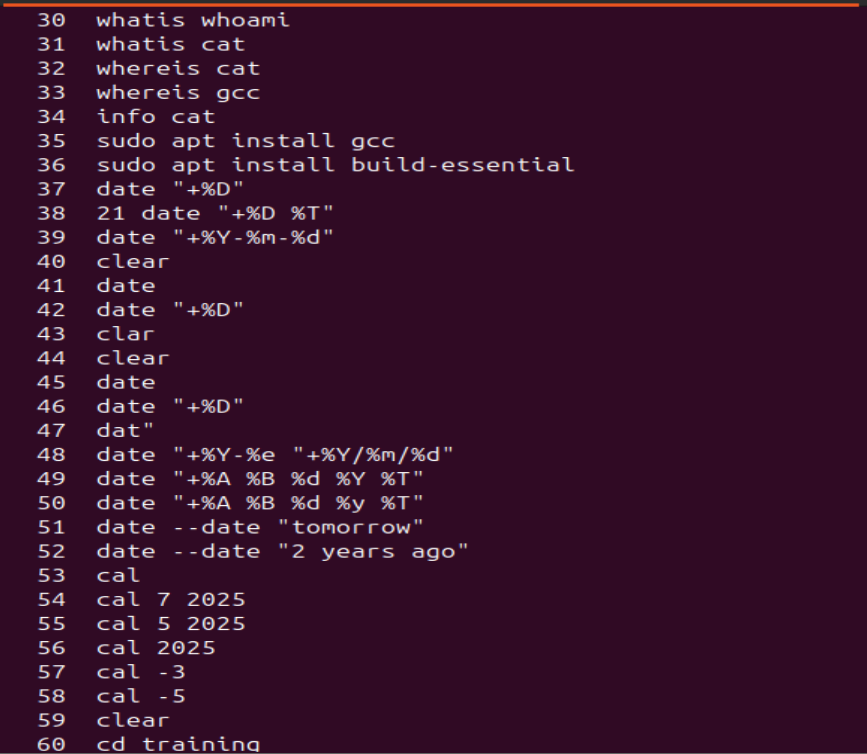 30 whatis whoami
31 whatis cat
32 whereis cat
33 whereis gcc
34 info cat
35 sudo apt install gcc
36 sudo apt install build-essential
37 date "+%D"
38 21 date "+%D %T"
39 date "+%Y-%m-%d"
40 clear
41 date
42 date "+%D"
43 clar
44 clear
45 date
46 date "+%D"
47 dat"
48 date "+%Y-%e "+%Y/%m/%d"
49 date "+%A %B %d %Y %T"
50 date "+%A %B %d %y %T"
51 date --date "tomorrow"
52 date --date "2 years ago"
53 cal
54 cal 7 2025
55 cal 5 2025
56 cal 2025
57 cal -3
58 cal -5
59 clear
60 cd training